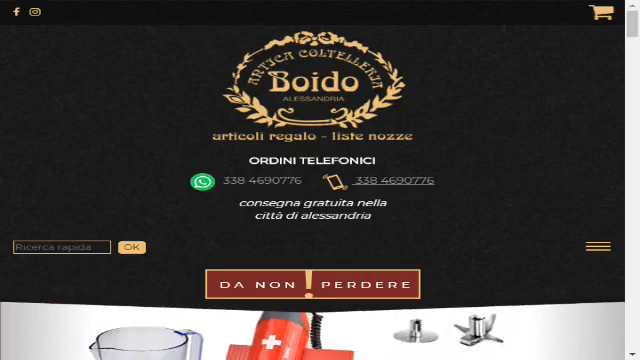 ANTICA COLTELLERIA
Boido
ALESSANDRIA
articoli regalo - liste nozze
ORDINI TELEFONICI
338 4690776 338 4690776
consegna gratuita nella
città di alessandria
Ricerca rapida OK
DA NON ! PERDERE